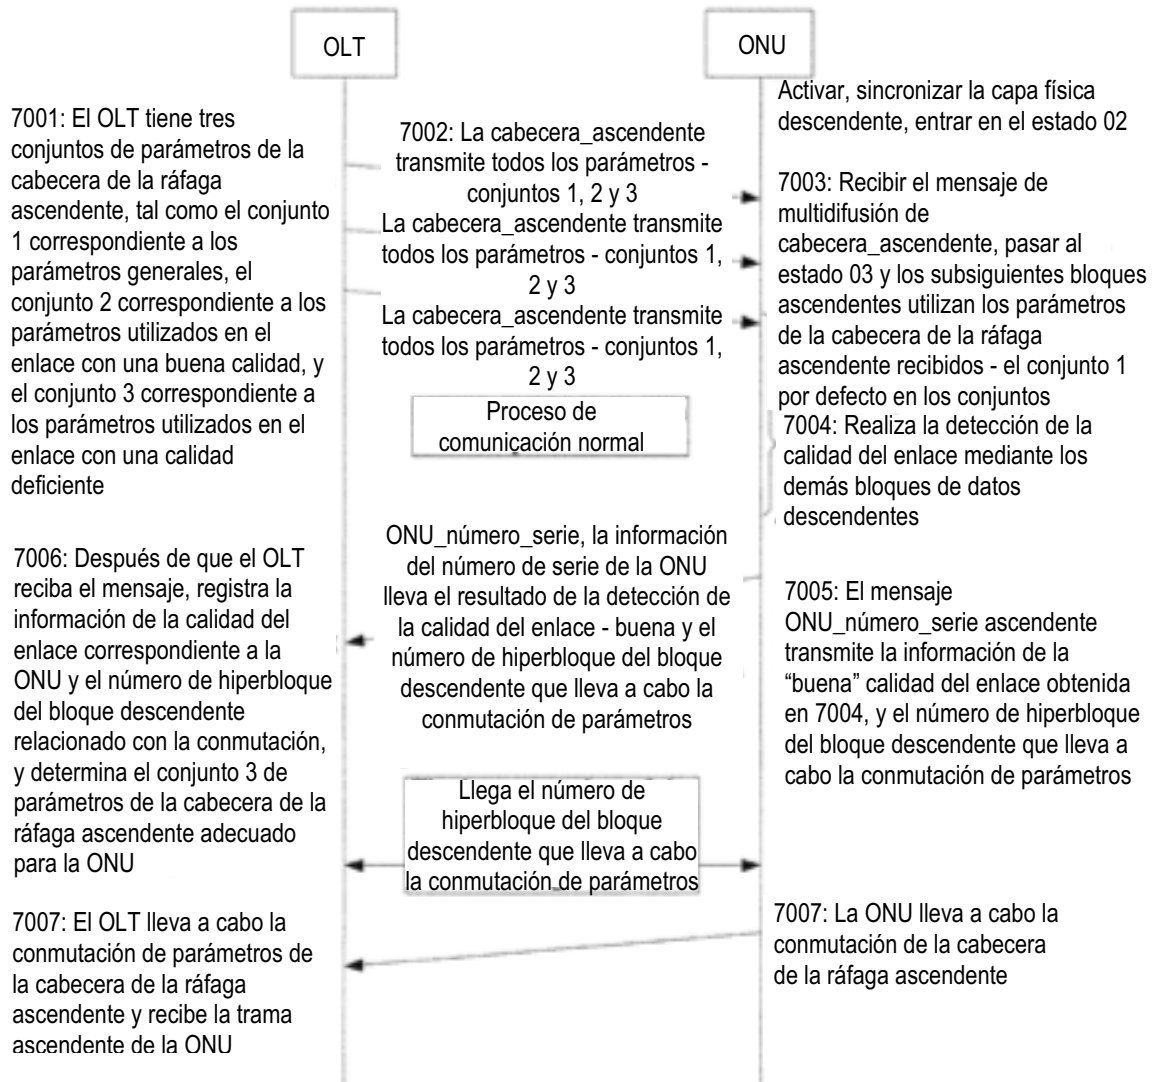 OLT
ONU
7001: El OLT tiene tres
conjuntos de parámetros de la
cabecera de la ráfaga
ascendente, tal como el conjunto
1 correspondiente a los
parámetros generales, el
conjunto 2 correspondiente a los
parámetros utilizados en el
enlace con una buena calidad, y
el conjunto 3 correspondiente a
los parámetros utilizados en el
enlace con una calidad
deficiente
7002: La cabecera_ascendente
transmite todos los parámetros -
conjuntos 1, 2 y 3
La cabecera_ascendente transmite
todos los parámetros - conjuntos 1,
2 y 3
La cabecera_ascendente transmite
todos los parámetros - conjuntos 1,
2 y 3
Activar, sincronizar la capa física
descendente, entrar en el estado 02
7003: Recibir el mensaje de
multidifusión de
cabecera_ascendente, pasar al
estado 03 y los subsiguientes bloques
ascendentes utilizan los parámetros
de la cabecera de la ráfaga
ascendente recibidos - el conjunto 1
por defecto en los conjuntos
Proceso de
comunicación normal
7004: Realiza la detección de la
calidad del enlace mediante los
demás bloques de datos
descendentes
ONU_número_serie, la información
del número de serie de la ONU
lleva el resultado de la detección de
la calidad del enlace - buena y el
número de hiperbloque del bloque
descendente que lleva a cabo la
conmutación de parámetros
7005: El mensaje
ONU_número_serie ascendente
transmite la información de la
“buena” calidad del enlace obtenida
en 7004, y el número de hiperbloque
del bloque descendente que lleva a
cabo la conmutación de parámetros
7006: Después de que el OLT
reciba el mensaje, registra la
información de la calidad del
enlace correspondiente a la
ONU y el número de hiperbloque
del bloque descendente
relacionado con la conmutación,
y determina el conjunto 3 de
parámetros de la cabecera de la
ráfaga ascendente adecuado
para la ONU
Llega el número de
hiperbloque del bloque
descendente que lleva a cabo
la conmutación de parámetros
7007: El OLT lleva a cabo la
conmutación de parámetros de
la cabecera de la ráfaga
ascendente y recibe la trama
ascendente de la ONU
7007: La ONU lleva a cabo la
conmutación de la cabecera
de la ráfaga ascendente